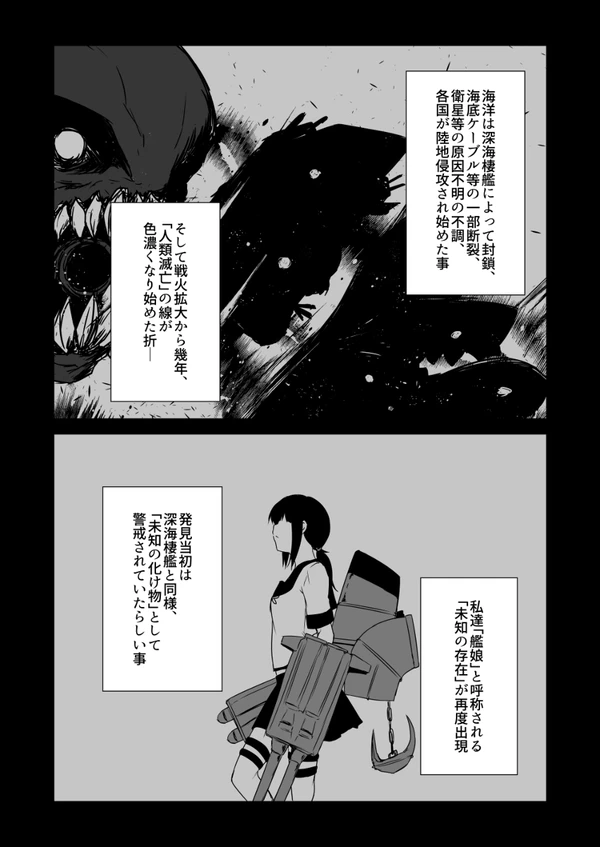 海洋は深海棲艦によって封鎖、
海底ケーブル等の一部断裂、
衛星等の原因不明の不調、
各国が陸地侵攻され始めた事
そして戦火拡大から幾年、
「人類滅亡」の線が
色濃くなり始めた折―
私達「艦娘」と呼称される
「未知の存在」が再度出現
発見当初は
深海棲艦と同様、
「未知の化け物」として
警戒されていたらしい事